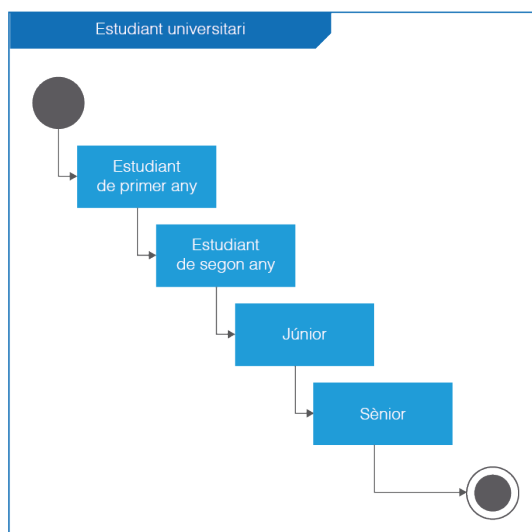 Estudiant universitari
Estudiant
de primer any
Estudiant
de segon any
Júnior
Sènior